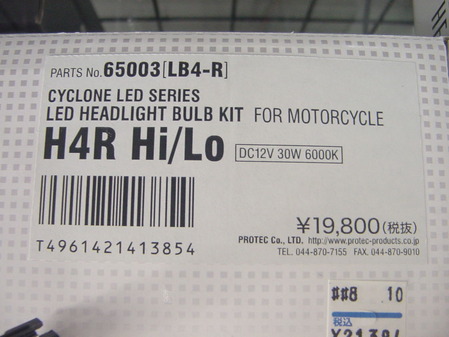 PARTS No. 65003[LB4-R]
CYCLONE LED SERIES
LED HEADLIGHT BULB KIT FOR MOTORCYCLE
H4R Hi/Lo DC12V 30W 6000K
¥19,800(税抜)
T4961421413854
PROTEC Co., LTD. http://www.protec-products.co.jp
TEL. 044-870-7155 FAX. 044-870-9010
##8 10
税込